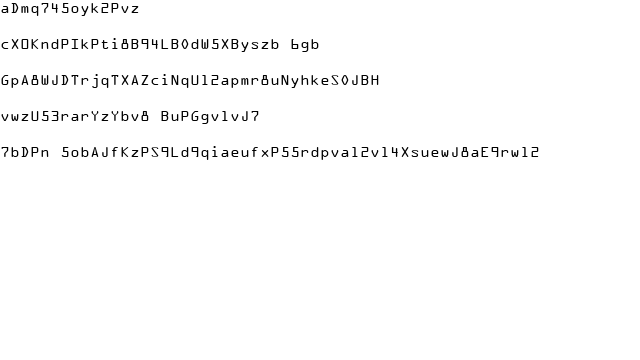 aDmq745oyk2Pvz
cXOKndPIkPti8B94LB0dW5XByszb 6gb
GpA8WJDTrjqTXAZciNqUl2apmr8uNyhkeS0JBH
vwzU53rarYzYbv8 BuPGgvlvJ7
7bDPn 5obAJfKzPS9Ld9qiaeufxP55rdpval2vl4XsuewJ8aE9rwl2